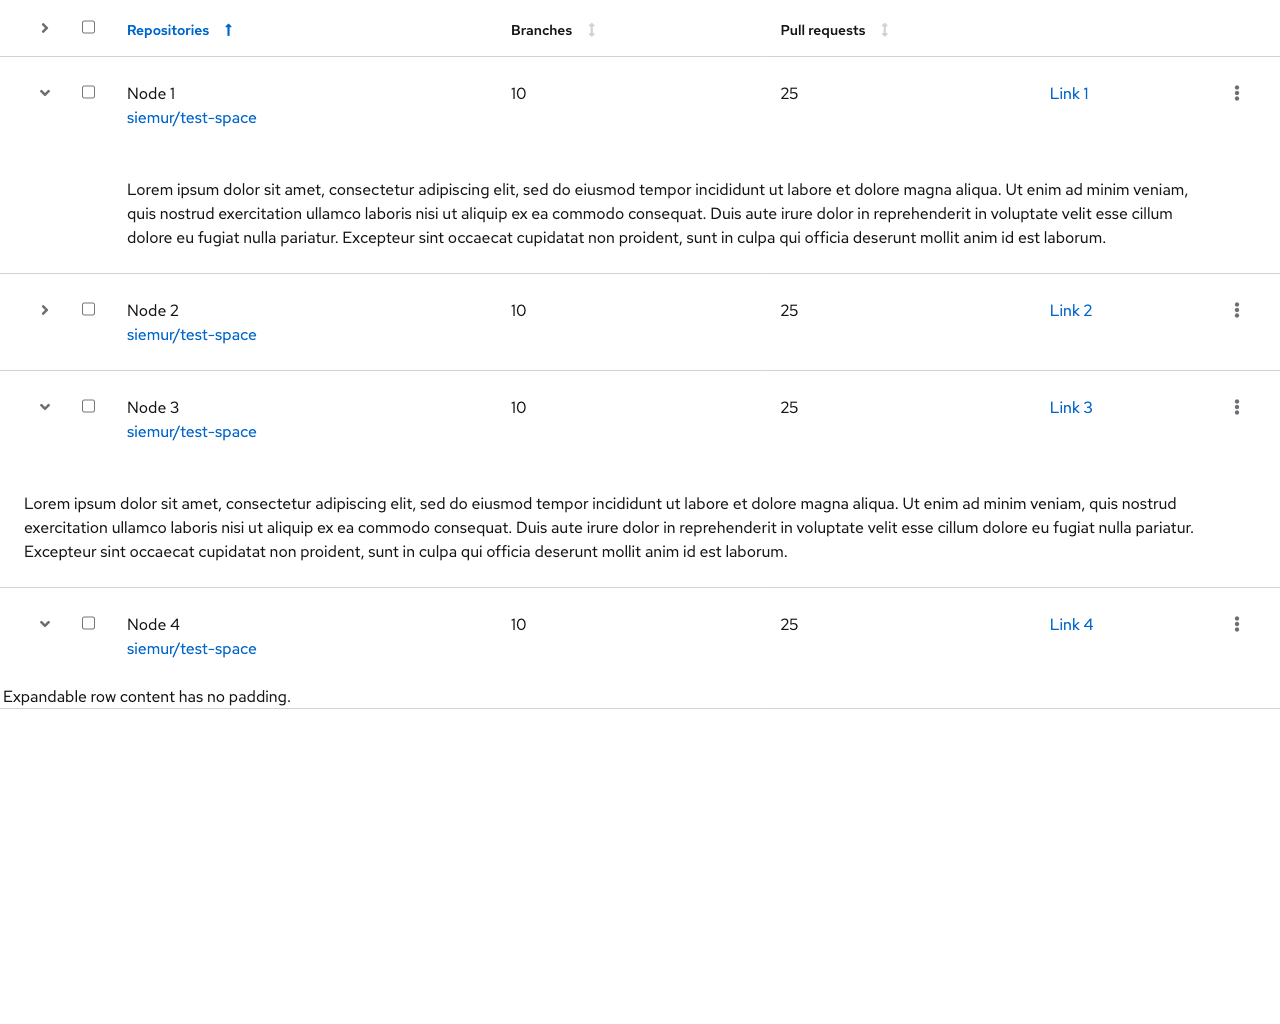 Repositories Branches Pull requests
Node 1 10 25 Link 1
siemur/test-space
Lorem ipsum dolor sit amet, consectetur adipiscing elit, sed do eiusmod tempor incididunt ut labore et dolore magna aliqua. Ut enim ad minim veniam,
quis nostrud exercitation ullamco laboris nisi ut aliquip ex ea commodo consequat. Duis aute irure dolor in reprehenderit in voluptate velit esse cillum
dolore eu fugiat nulla pariatur. Excepteur sint occaecat cupidatat non proident, sunt in culpa qui officia deserunt mollit anim id est laborum.
Node 2 10 25 Link 2
siemur/test-space
Node 3 10 25 Link 3
siemur/test-space
Lorem ipsum dolor sit amet, consectetur adipiscing elit, sed do eiusmod tempor incididunt ut labore et dolore magna aliqua. Ut enim ad minim veniam, quis nostrud
exercitation ullamco laboris nisi ut aliquip ex ea commodo consequat. Duis aute irure dolor in reprehenderit in voluptate velit esse cillum dolore eu fugiat nulla pariatur.
Excepteur sint occaecat cupidatat non proident, sunt in culpa qui officia deserunt mollit anim id est laborum.
Node 4 10 25 Link 4
siemur/test-space
Expandable row content has no padding.